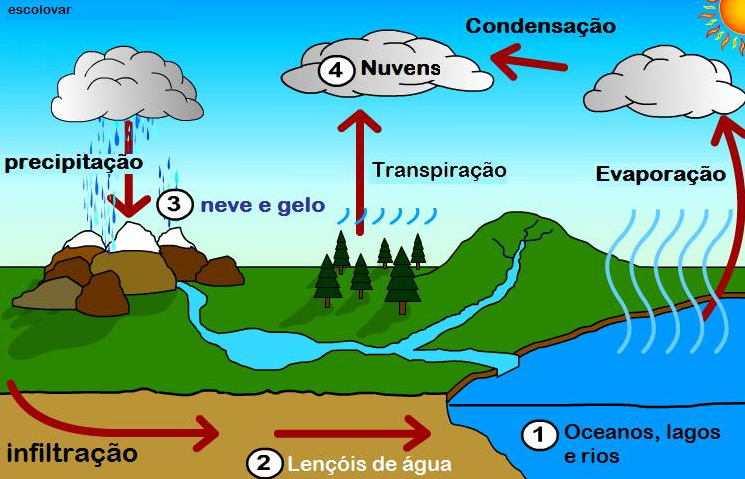 escolovar
Condensação
4 Nuvens
precipitação
Transpiração
Evaporação
3 neve e gelo
1 Oceanos, lagos
e rios
infiltração
2 Lençóis de água